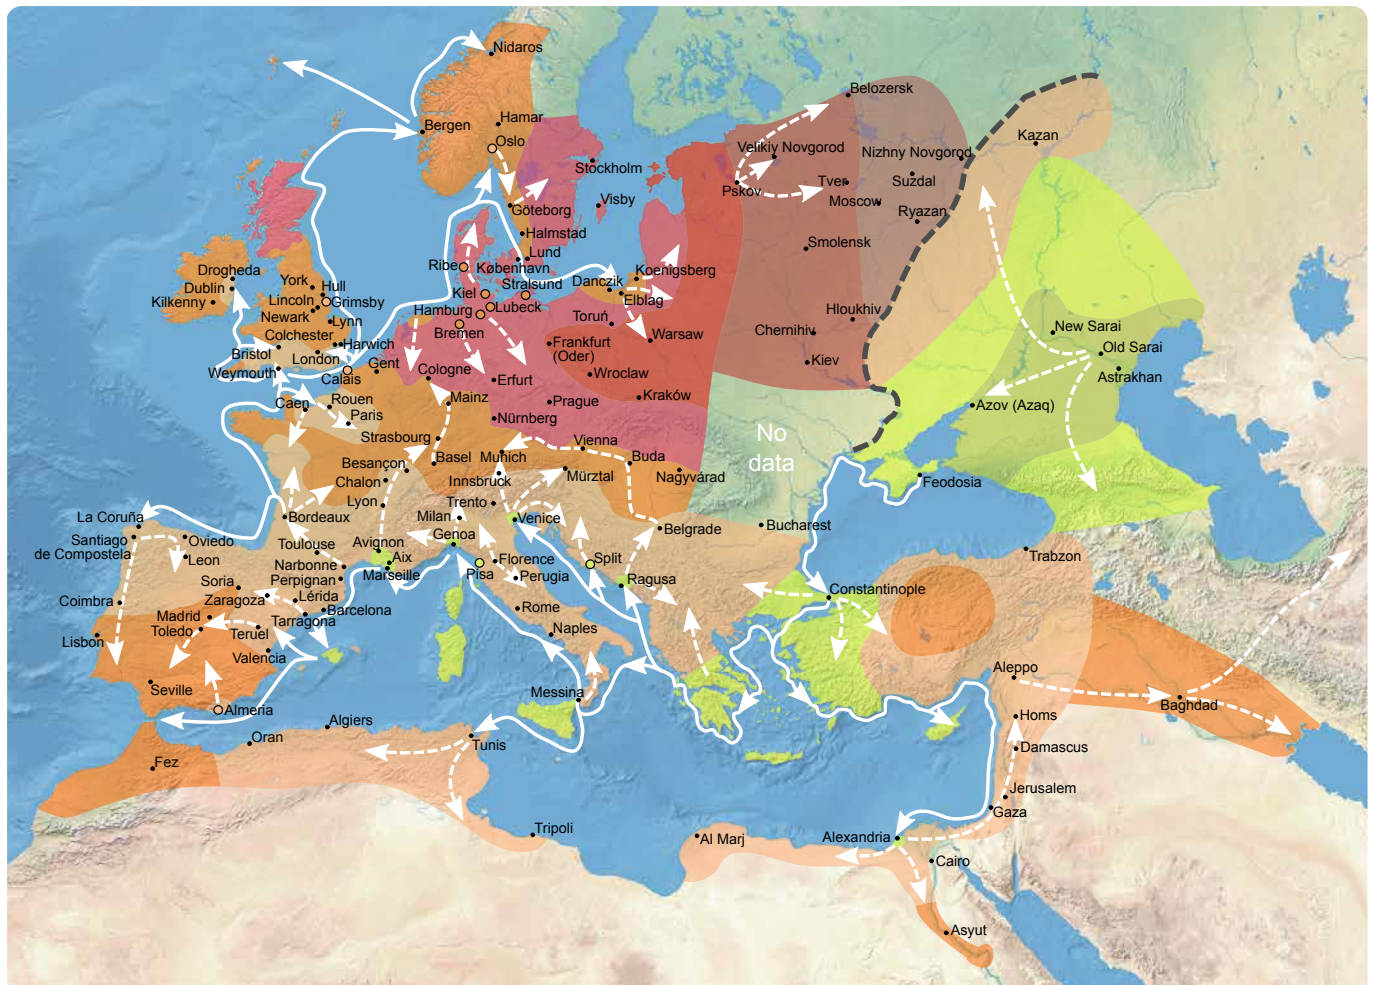 Nidaros
Belozersk
Hamar
Bergen
Oslo
Kazan
Velikiy Novgorod
Nizhny Novgorod
Stockholm
Pskov
Tver
Suzdal
Moscow
Visby
Göteborg
Ryazan
Halmstad
Smolensk
Lund
Ribe
København
Drogheda
Koenigsberg
York
Hull
Danczik
Stralsund
Dublin
Kiel
Kilkenny
Lincoln
Grimsby
Elblag
Newark
Hamburg
Lubeck
Hloukhiv
Lynn
Toruń
New Sarai
Colchester
Bremen
Warsaw
Chernihiv
Harwich
Frankfurt
(Oder)
Bristol
London
Old Sarai
Kiev
Weymouth
Gent
Calais
Cologne
Wroclaw
Astrakhan
Erfurt
Rouen
Mainz
Prague
Kraków
Caen
Azov (Azaq)
Paris
Nürnberg
No
data
Strasbourg
Vienna
Basel
Munich
Buda
Besançon
Mürztal
Nagyvárad
Chalon
Innsbruck
Feodosia
Lyon
Trento
La Coruña
Bordeaux
Milan
Venice
Belgrade
Bucharest
Santiago
de Compostela
Oviedo
Toulouse
Avignon
Genoa
Leon
Aix
Florence
Split
Trabzon
Narbonne
Marseille
Pisa
Perugia
Ragusa
Soria
Perpignan
Constantinople
Coimbra
Zaragoza
Lérida
Barcelona
Rome
Madrid
Tarragona
Toledo
Teruel
Naples
Lisbon
Valencia
Aleppo
Seville
Messina
Baghdad
Almeria
Homs
Algiers
Oran
Tunis
Damascus
Fez
Jerusalem
Gaza
Tripoli
Al Marj
Alexandria
Cairo
Asyut